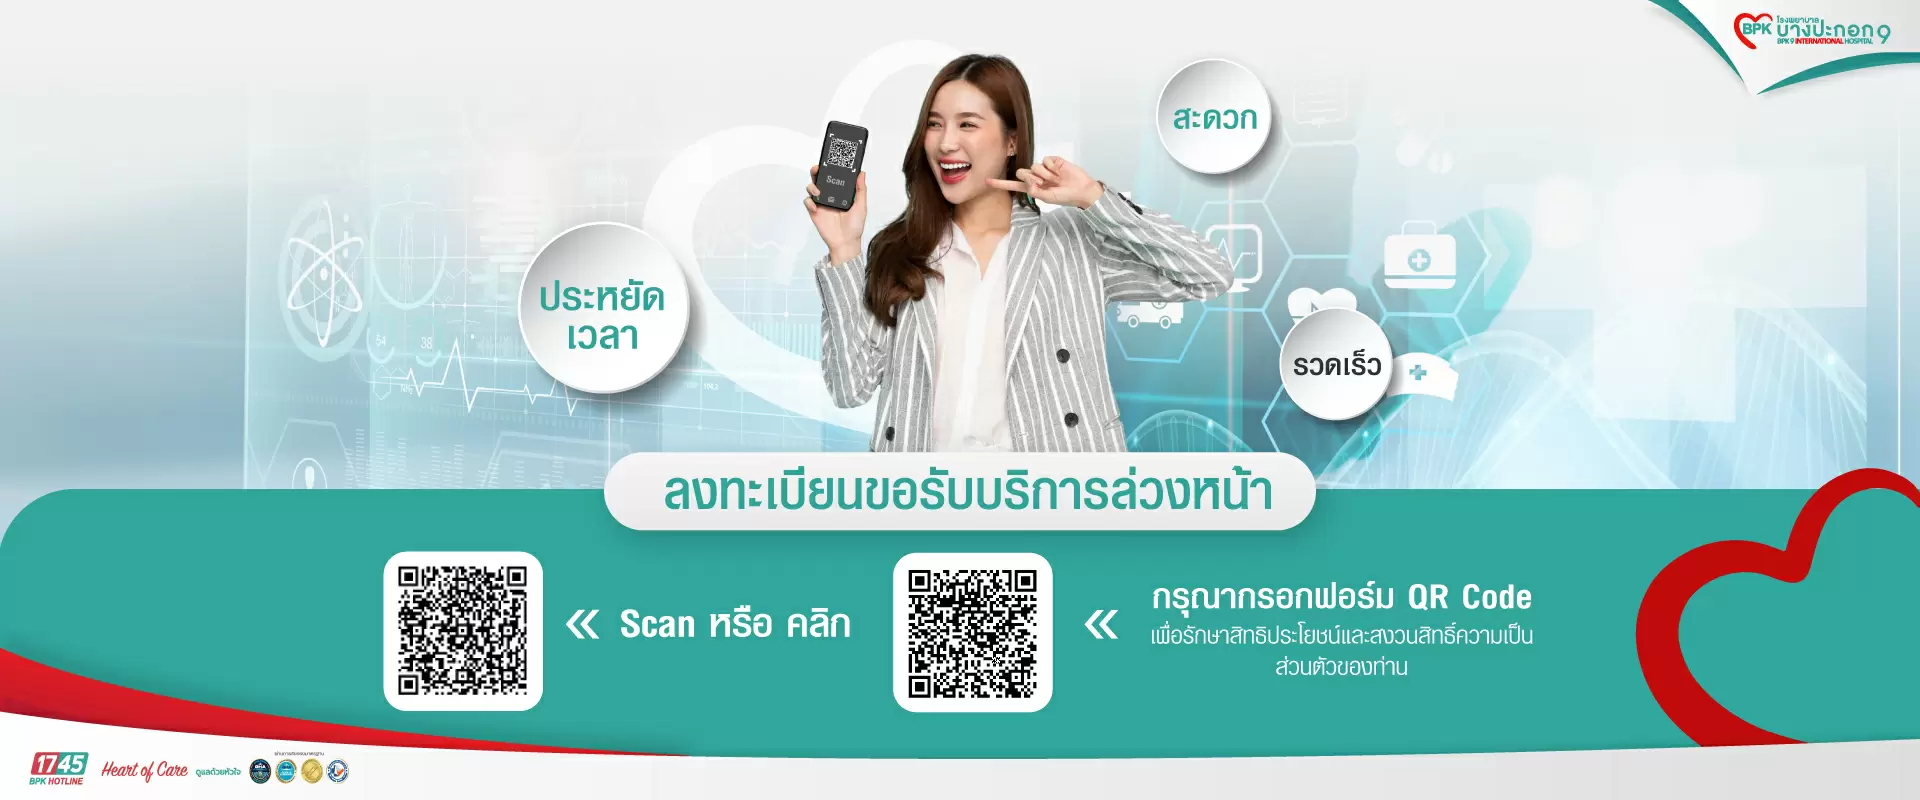 โรงพยาบาล
BPK บางปะกอก ๙
BPK 9 INTERNATIONAL HOSPITAL
สะดวก
Scan
ประหยัด
เวลา
54
38
รวดเร็ว
ลงทะเบียนขอรับบริการล่วงหน้า
Scan หรือ คลิก
กรุณากรอกฟอร์ม QR Code
เพื่อรักษาสิทธิประโยชน์และสงวนสิทธิ์ความเป็น
ส่วนตัวของท่าน
1745
BPK HOTLINE
Heart of Care ดูแลด้วยหัวใจ